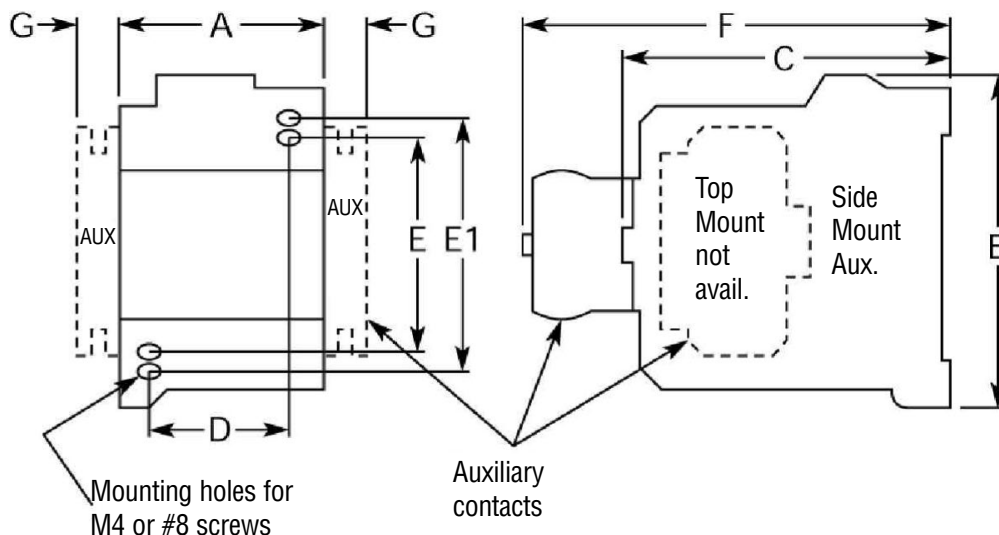 G
A
G
F
C
AUX
AUX
E
E1
Top
Mount
not
avail.
Side
Mount
Aux.
D
Mounting holes for
M4 or #8 screws
Auxiliary
contacts